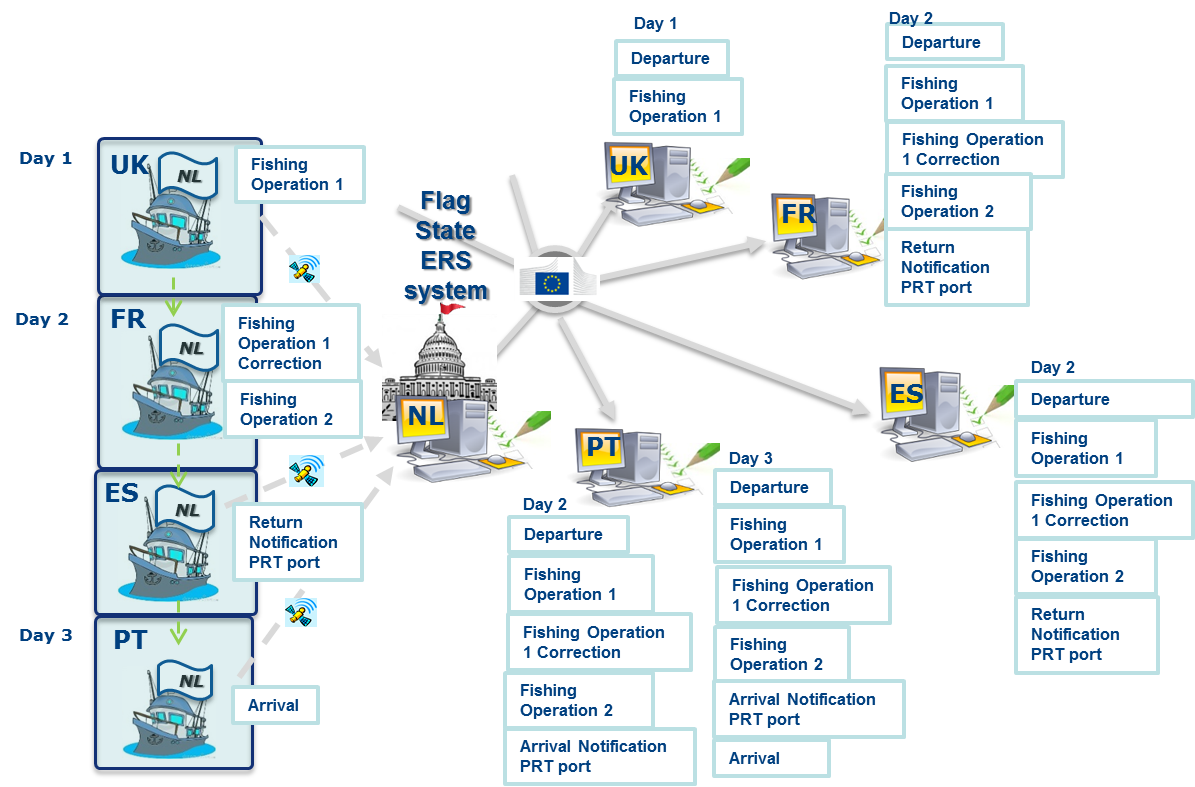 Day 1
UK
NL
Fishing
Operation 1
Day 2
FR
NL
Fishing
Operation 1
Correction
Fishing
Operation 2
ES
NL
Return
Notification
PRT port
Day 3
PT
NL
Arrival
Flag
State
ERS
system
NL
Day 1
Departure
Fishing
Operation 1
UK
Day 2
Departure
Fishing
Operation 1
Fishing Operation
1 Correction
Fishing
Operation 2
Return
Notification
PRT port
FR
ES
Day 2
Departure
Fishing
Operation 1
Fishing Operation
1 Correction
Fishing
Operation 2
Return
Notification
PRT port
PT
Day 2
Departure
Fishing
Operation 1
Fishing Operation
1 Correction
Fishing
Operation 2
Arrival Notification
PRT port
Day 3
Departure
Fishing
Operation 1
Fishing Operation
1 Correction
Fishing
Operation 2
Arrival Notification
PRT port
Arrival